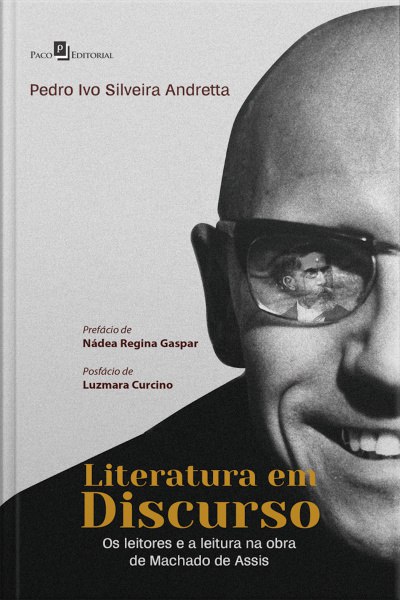 PACO EDITORIAL
Pedro Ivo Silveira Andretta
Prefácio de
Nádea Regina Gaspar
Posfácio de
Luzmara Curcino
Literatura em
Discurso
Os leitores e a leitura na obra
de Machado de Assis